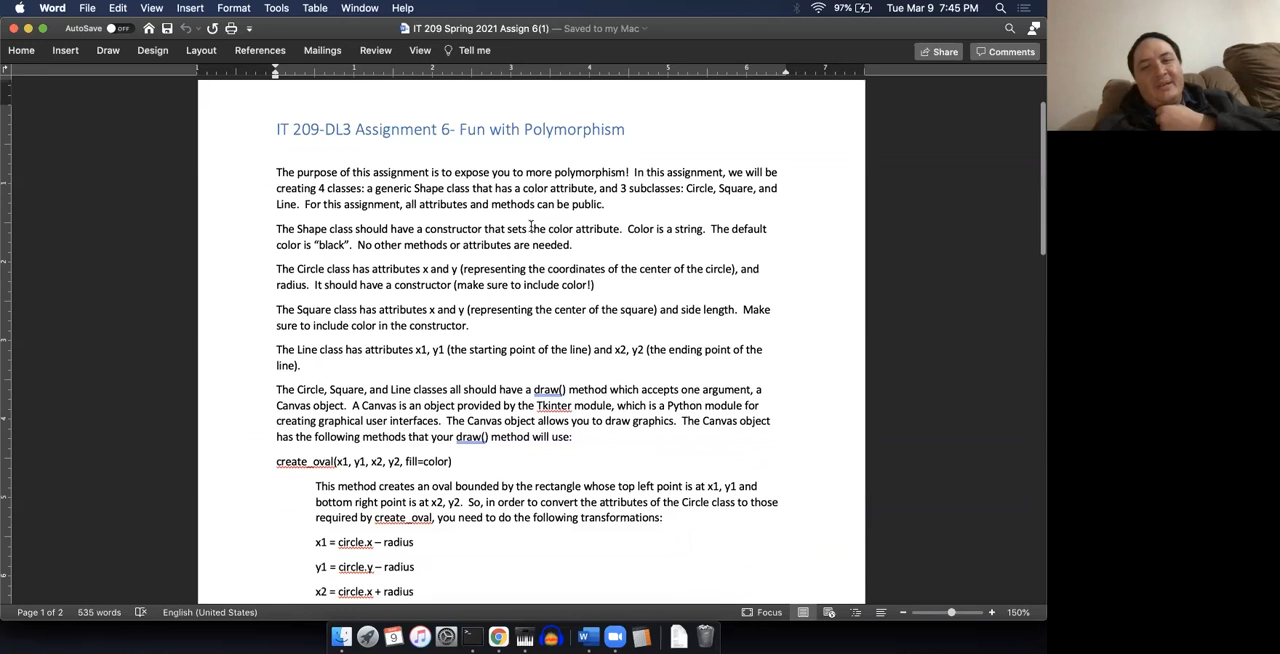 Word File Edit View Insert Format Tools Table Window Help 97% Tue Mar 9 7:45 PM
AutoSave OFF IT 209 Spring 2021 Assign 6(1) — Saved to my Mac
Home Insert Draw Design Layout References Mailings Review View Tell me Share Comments
1 1 2 3 4 5 6 7
IT 209-DL3 Assignment 6- Fun with Polymorphism
The purpose of this assignment is to expose you to more polymorphism! In this assignment, we will be
creating 4 classes: a generic Shape class that has a color attribute, and 3 subclasses: Circle, Square, and
Line. For this assignment, all attributes and methods can be public.
The Shape class should have a constructor that sets the color attribute. Color is a string. The default
color is “black”. No other methods or attributes are needed.
The Circle class has attributes x and y (representing the coordinates of the center of the circle), and
radius. It should have a constructor (make sure to include color!)
The Square class has attributes x and y (representing the center of the square) and side length. Make
sure to include color in the constructor.
The Line class has attributes x1, y1 (the starting point of the line) and x2, y2 (the ending point of the
line).
The Circle, Square, and Line classes all should have a draw() method which accepts one argument, a
Canvas object. A Canvas is an object provided by the Tkinter module, which is a Python module for
creating graphical user interfaces. The Canvas object allows you to draw graphics. The Canvas object
has the following methods that your draw() method will use:
create_oval(x1, y1, x2, y2, fill=color)
This method creates an oval bounded by the rectangle whose top left point is at x1, y1 and
bottom right point is at x2, y2. So, in order to convert the attributes of the Circle class to those
required by create_oval, you need to do the following transformations:
x1 = circle.x – radius
y1 = circle.y – radius
x2 = circle.x + radius
1
2
3
4
5
6
Page 1 of 2 535 words English (United States) Focus 150%
9